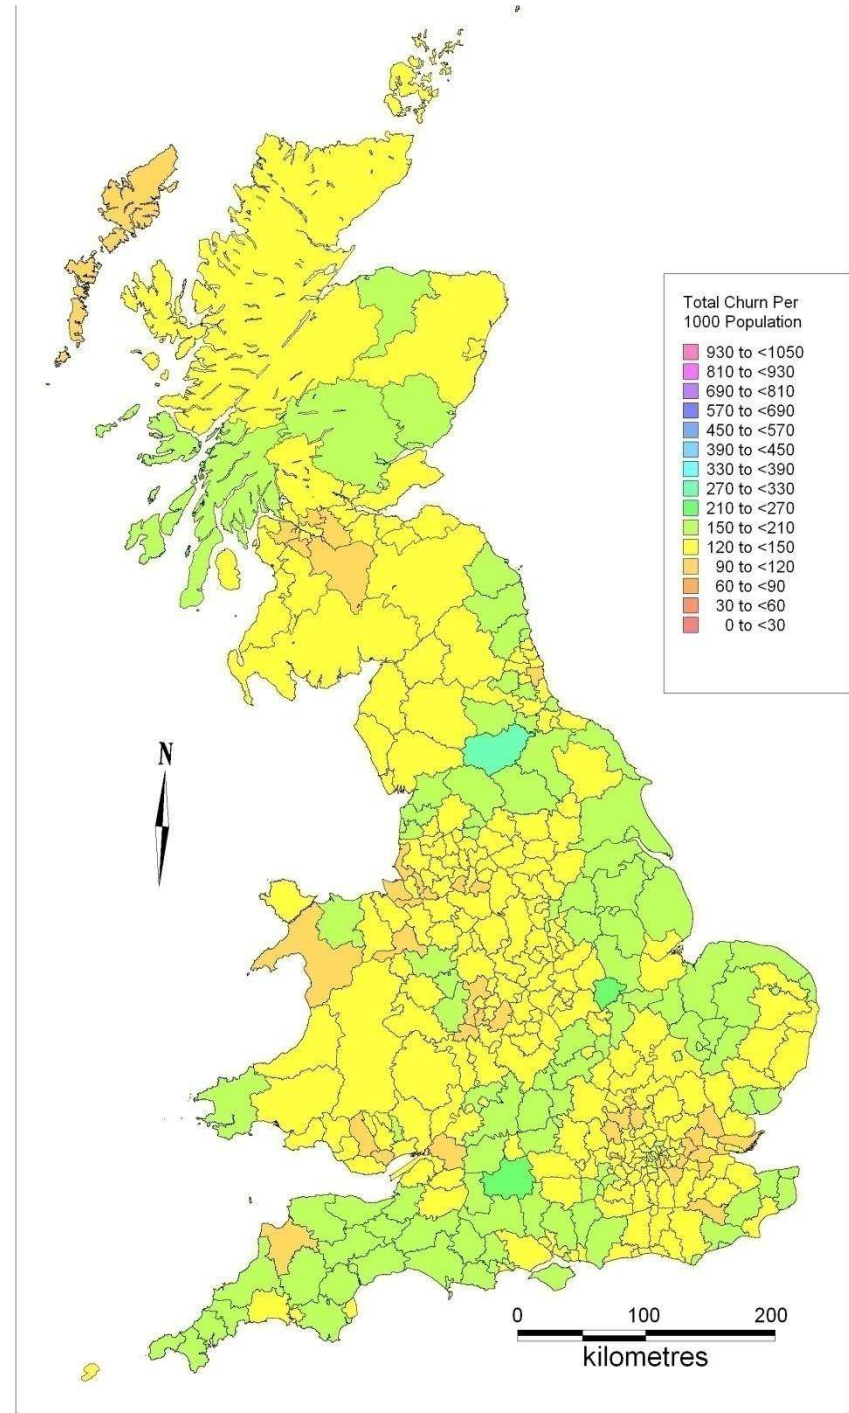 Total Churn Per
1000 Population
930 to <1050
810 to <930
690 to <810
570 to <690
450 to <570
390 to <450
330 to <390
270 to <330
210 to <270
150 to <210
120 to <150
90 to <120
60 to <90
30 to <60
0 to <30
N
0 100 200
kilometres